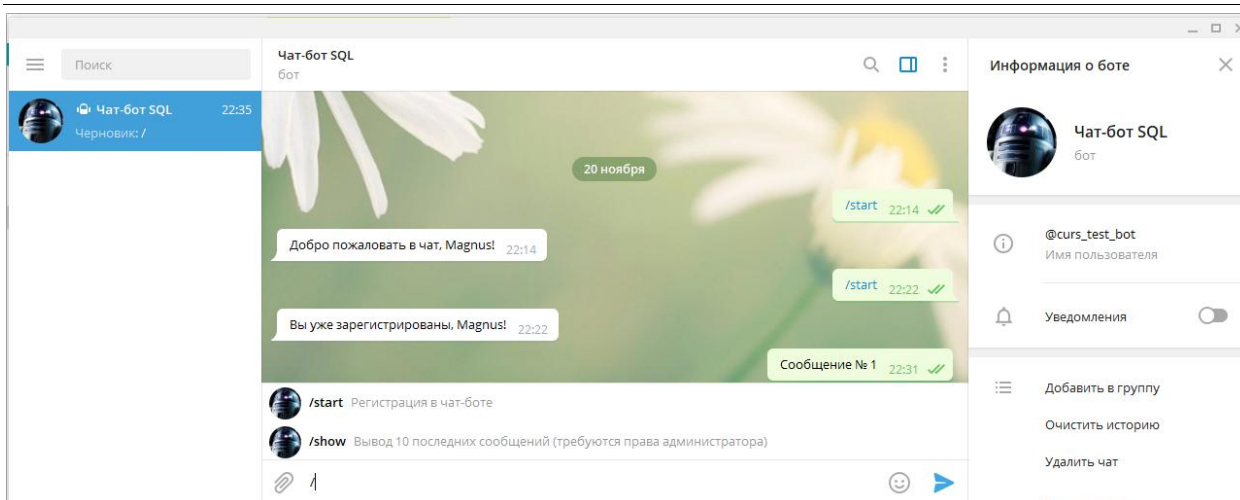 Поиск
Чат-бот SQL 22:35
Черновик: /
Чат-бот SQL
бот
20 ноября
/start 22:14
Добро пожаловать в чат, Magnus! 22:14
/start 22:22
Вы уже зарегистрированы, Magnus! 22:22
Сообщение № 1 22:31
/start Регистрация в чат-боте
/show Вывод 10 последних сообщений (требуются права администратора)
/
Информация о боте
Чат-бот SQL
бот
@curs_test_bot
Имя пользователя
Уведомления
Добавить в группу
Очистить историю
Удалить чат